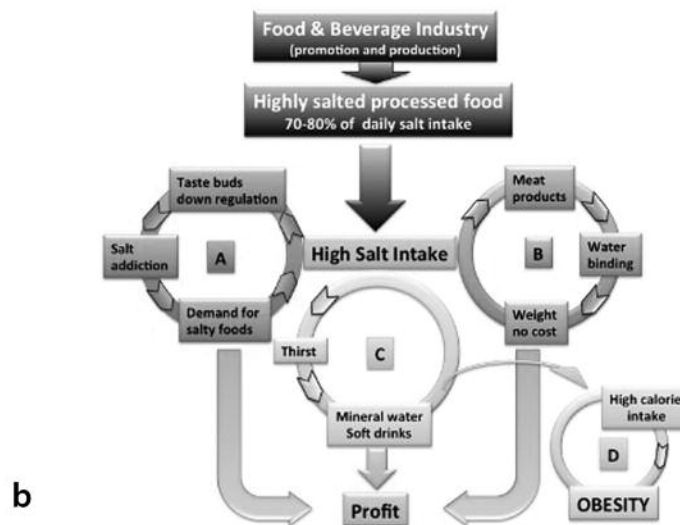 Food & Beverage Industry
(promotion and production)
Highly salted processed food
70-80% of daily salt intake
Taste buds
down regulation
Salt
addiction
A
Demand for
salty foods
High Salt Intake
Meat
products
B
Water
binding
Weight
no cost
Thirst
C
Mineral water
Soft drinks
High calorie
intake
D
OBESITY
Profit
b